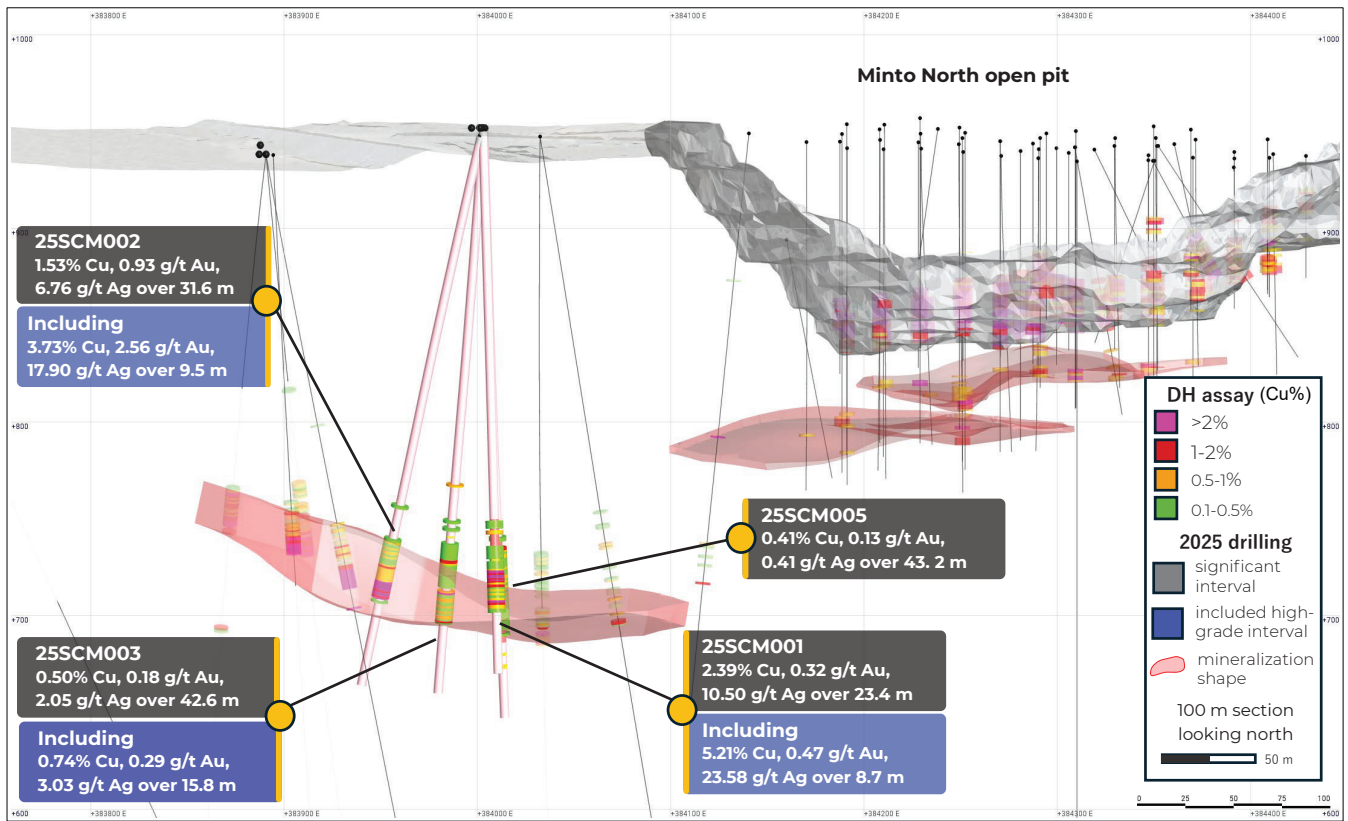 +383800 E
+383900 E
+384000 E
+384100 E
+384200 E
+384300 E
+384400 E
+1000
+1000
Minto North open pit
+900
+900
25SCM002
1.53% Cu, 0.93 g/t Au,
6.76 g/t Ag over 31.6 m
Including
3.73% Cu, 2.56 g/t Au,
17.90 g/t Ag over 9.5 m
+800
+800
DH assay (Cu%)
>2%
1-2%
0.5-1%
0.1-0.5%
2025 drilling
significant
interval
included high-
grade interval
mineralization
shape
100 m section
looking north
50 m
25SCM005
0.41% Cu, 0.13 g/t Au,
0.41 g/t Ag over 43. 2 m
+700
+700
25SCM003
0.50% Cu, 0.18 g/t Au,
2.05 g/t Ag over 42.6 m
Including
0.74% Cu, 0.29 g/t Au,
3.03 g/t Ag over 15.8 m
25SCM001
2.39% Cu, 0.32 g/t Au,
10.50 g/t Ag over 23.4 m
Including
5.21% Cu, 0.47 g/t Au,
23.58 g/t Ag over 8.7 m
0 25 50 75 100
+600
+600
+383800 E
+383900 E
+384000 E
+384100 E
+384200 E
+384300 E
+384400 E